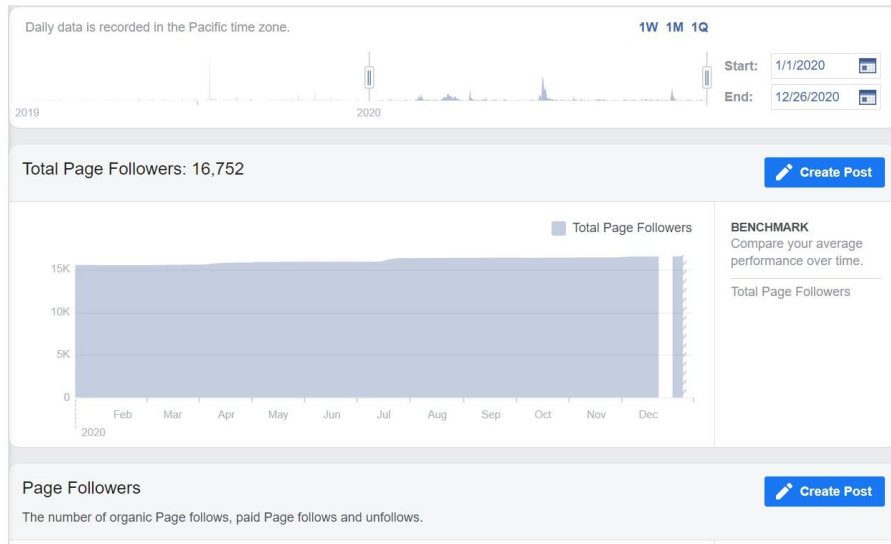 Daily data is recorded in the Pacific time zone.
1W 1M 1Q
Start: 1/1/2020
End: 12/26/2020
2019
2020
Total Page Followers: 16,752
Create Post
Total Page Followers
BENCHMARK
Compare your average
performance over time.
Total Page Followers
15K
10K
5K
0
Feb Mar Apr May Jun Jul Aug Sep Oct Nov Dec
2020
Page Followers
Create Post
The number of organic Page follows, paid Page follows and unfollows.